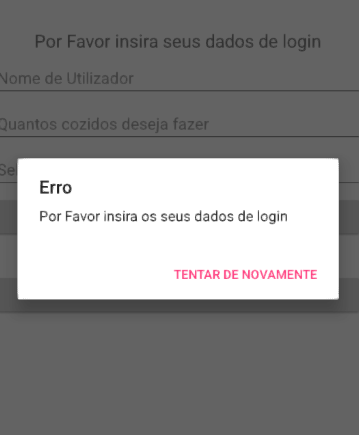 Por Favor insira seus dados de login
Nome de Utilizador
Quantos cozidos deseja fazer
Erro
Por Favor insira os seus dados de login
TENTAR DE NOVAMENTE